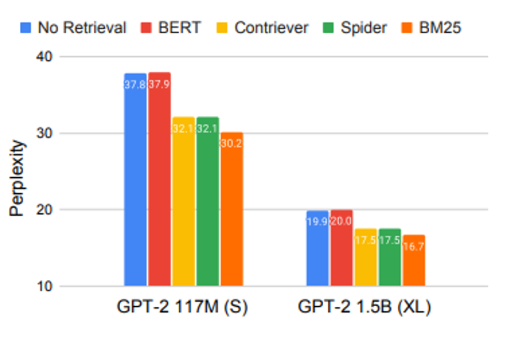 No Retrieval BERT Contriever Spider BM25
40
30
20
10
Perplexity
37.8 37.9 32.1 32.1 30.2
19.9 20.0 17.5 17.5 16.7
GPT-2 117M (S) GPT-2 1.5B (XL)